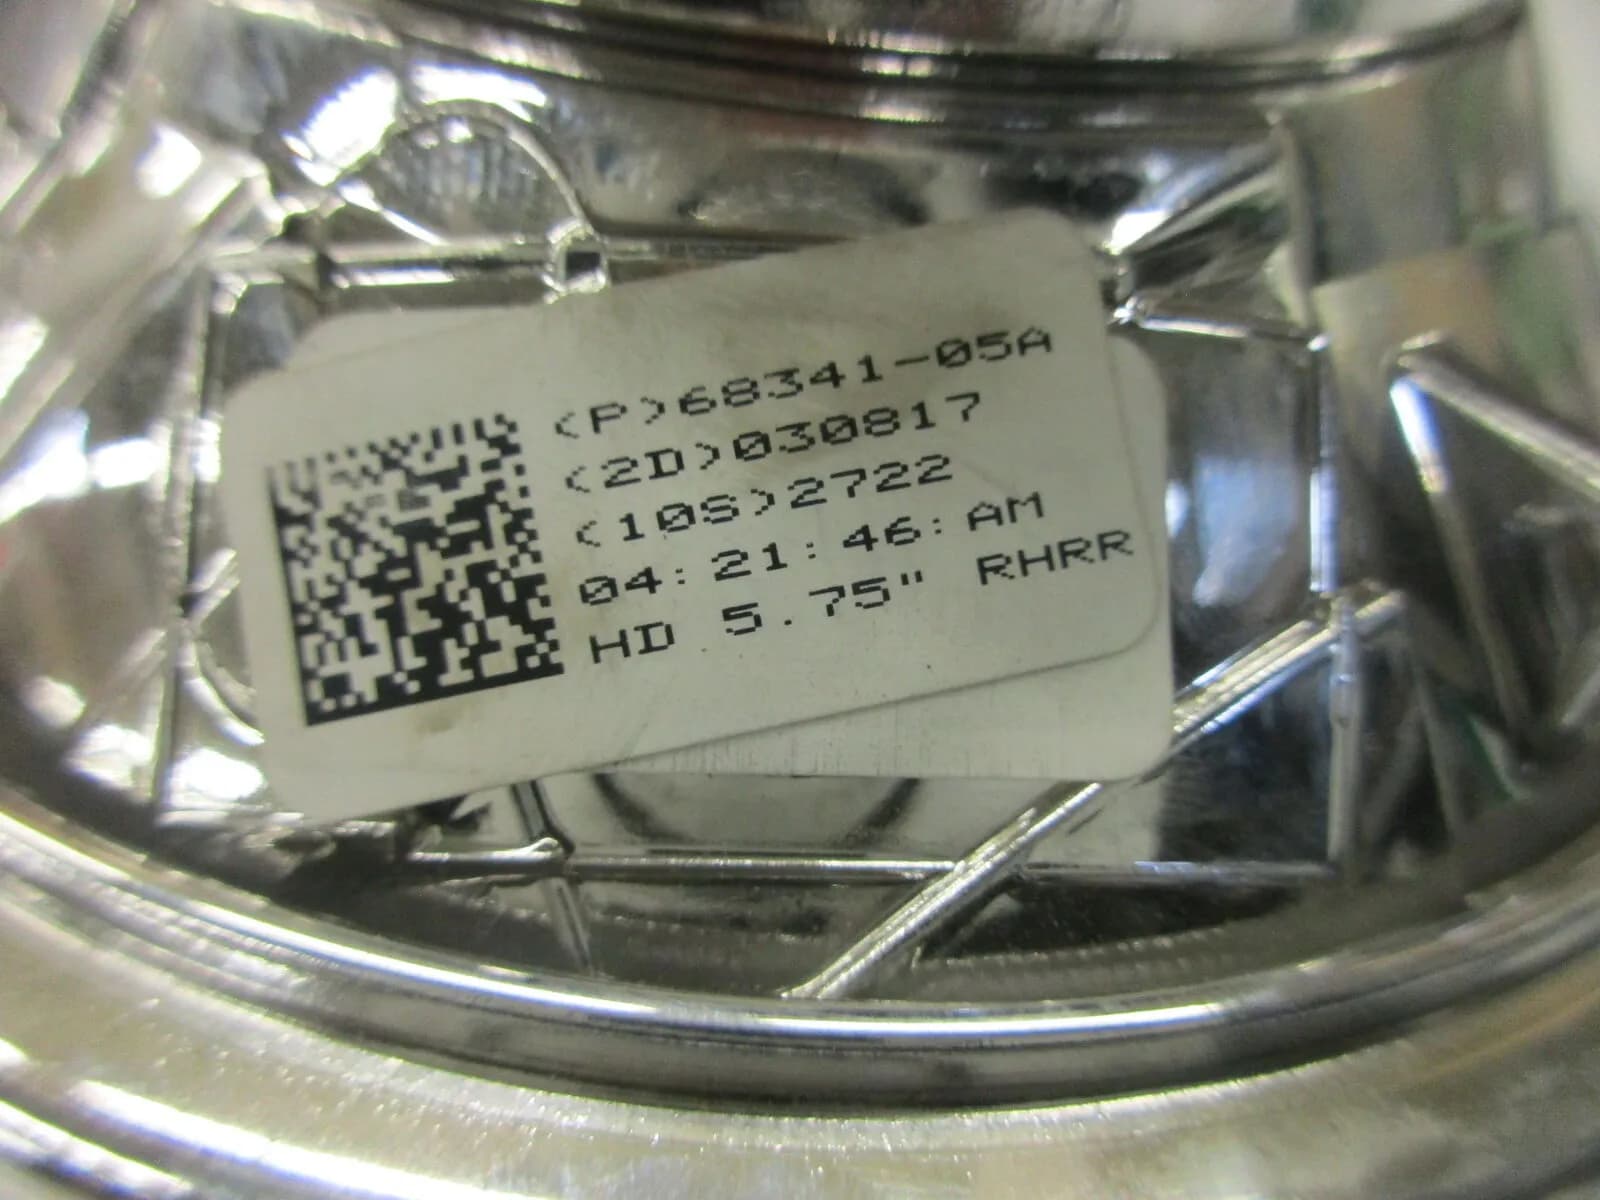 (P)68341-05A
(2D)030817
(10S)2722
04:21:46:AM
HD 5.75" RHRR